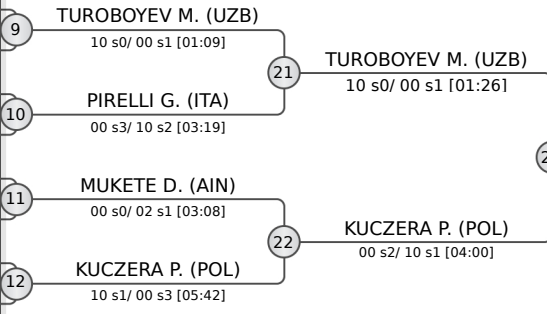 TUROBOYEV M. (UZB)
9
10 s0/ 00 s1 [01:09]
TUROBOYEV M. (UZB)
21
10 s0/ 00 s1 [01:26]
PIRELLI G. (ITA)
10
00 s3/ 10 s2 [03:19]
MUKETE D. (AIN)
11
00 s0/ 02 s1 [03:08]
KUCZERA P. (POL)
22
00 s2/ 10 s1 [04:00]
KUCZERA P. (POL)
12
10 s1/ 00 s3 [05:42]